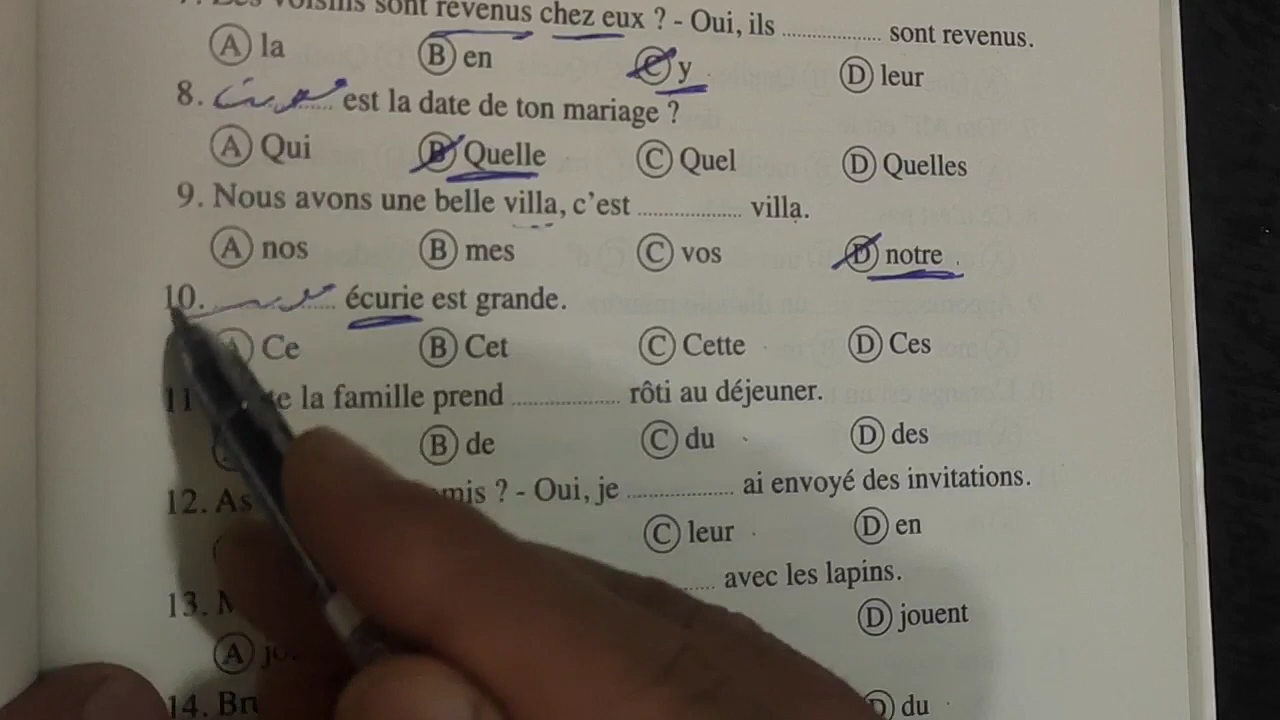 sont revenus chez eux ? - Oui, ils .................. sont revenus.
A la B en C y D leur
8. .................. est la date de ton mariage ?
A Qui B Quelle C Quel D Quelles
9. Nous avons une belle villa, c'est .................. villa.
A nos B mes C vos D notre
10. .................. écurie est grande.
A Ce B Cet C Cette D Ces
11 la famille prend .................. rôti au déjeuner.
B de C du D des
12. As ? - Oui, je .................. ai envoyé des invitations.
C leur D en
13. avec les lapins.
A D jouent
14.
D du